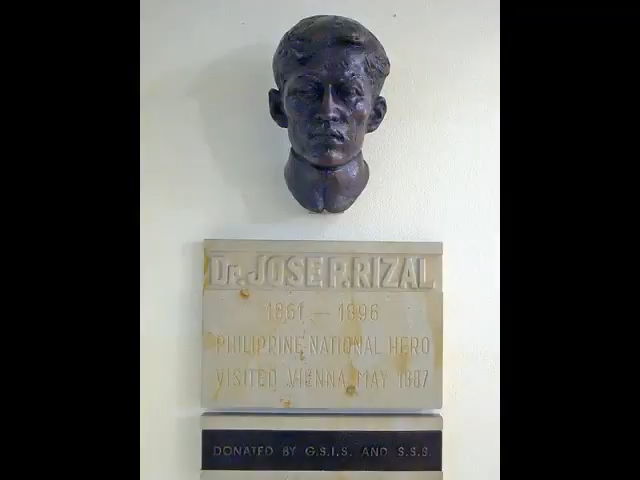 DR. JOSE P. RIZAL
1861 — 1896
PHILIPPINE NATIONAL HERO
VISITED VIENNA MAY 1887
DONATED BY G.S.I.S. AND S.S.S.